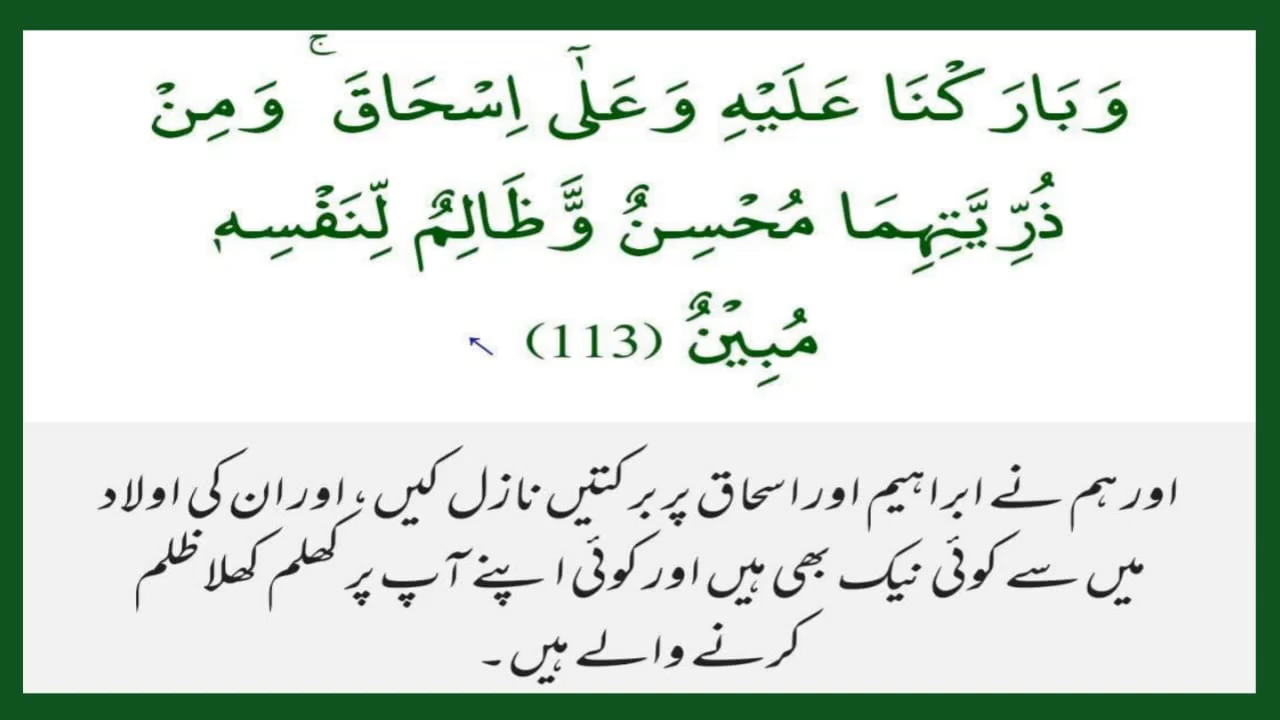 وَبَارَكْنَا عَلَيْهِ وَعَلٰٓى اِسْحَاقَ ۚ وَمِنْ
ذُرِّيَّتِهِمَا مُحْسِنٌ وَّظَالِمٌ لِّنَفْسِهٖ
مُبِيْنٌ (113)
اور ہم نے ابراہیم اور اسحاق پر برکتیں نازل کیں، اور ان کی اولاد
میں سے کوئی نیک بھی ہیں اور کوئی اپنے آپ پر کھلم کھلا ظلم
کرنے والے ہیں۔